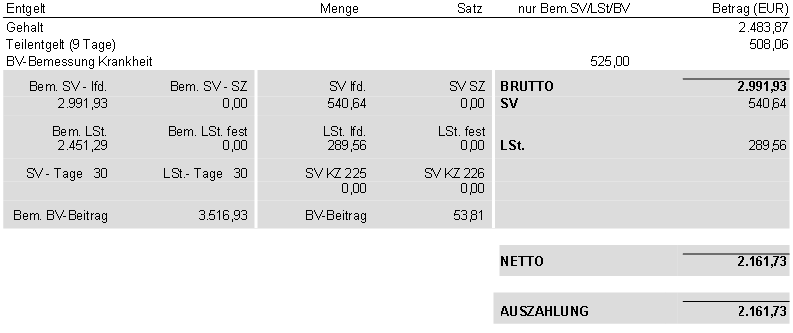 Entgelt Menge Satz nur Bem.SV/LSt/BV Betrag (EUR)
Gehalt 2.483,87
Teilentgelt (9 Tage) 508,06
BV-Bemessung Krankheit 525,00
Bem. SV - lfd. Bem. SV - SZ SV lfd. SV SZ BRUTTO 2.991,93
2.991,93 0,00 540,64 0,00 SV 540,64
Bem. LSt. Bem. LSt. fest LSt. lfd. LSt. fest
2.451,29 0,00 289,56 0,00 LSt. 289,56
SV - Tage 30 LSt.- Tage 30 SV KZ 225 SV KZ 226
0,00 0,00
Bem. BV-Beitrag 3.516,93 BV-Beitrag 53,81
NETTO 2.161,73
AUSZAHLUNG 2.161,73